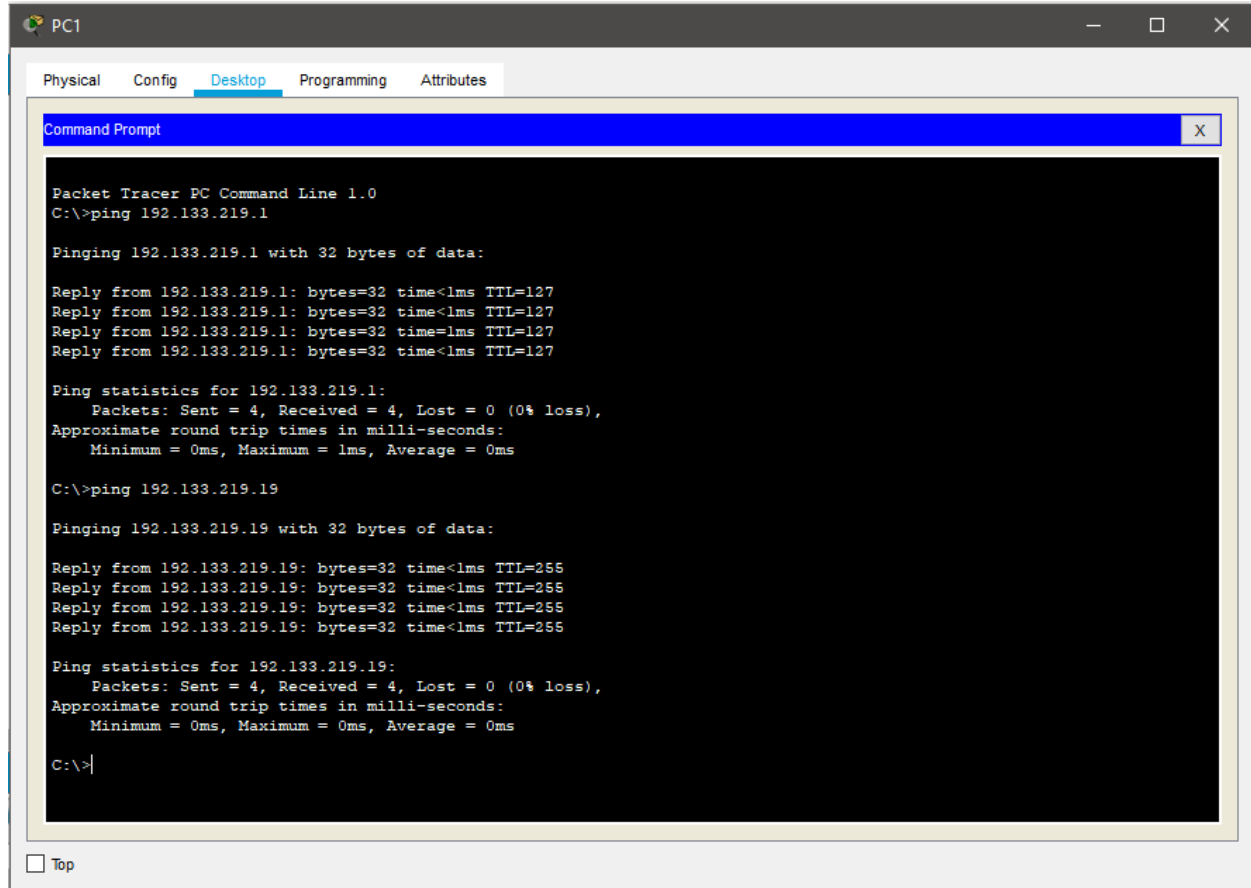 PC1
Physical Config Desktop Programming Attributes
Command Prompt X
Packet Tracer PC Command Line 1.0
C:\>ping 192.133.219.1
Pinging 192.133.219.1 with 32 bytes of data:
Reply from 192.133.219.1: bytes=32 time<1ms TTL=127
Reply from 192.133.219.1: bytes=32 time<1ms TTL=127
Reply from 192.133.219.1: bytes=32 time=1ms TTL=127
Reply from 192.133.219.1: bytes=32 time<1ms TTL=127
Ping statistics for 192.133.219.1:
Packets: Sent = 4, Received = 4, Lost = 0 (0% loss),
Approximate round trip times in milli-seconds:
Minimum = 0ms, Maximum = 1ms, Average = 0ms
C:\>ping 192.133.219.19
Pinging 192.133.219.19 with 32 bytes of data:
Reply from 192.133.219.19: bytes=32 time<1ms TTL=255
Reply from 192.133.219.19: bytes=32 time<1ms TTL=255
Reply from 192.133.219.19: bytes=32 time<1ms TTL=255
Reply from 192.133.219.19: bytes=32 time<1ms TTL=255
Ping statistics for 192.133.219.19:
Packets: Sent = 4, Received = 4, Lost = 0 (0% loss),
Approximate round trip times in milli-seconds:
Minimum = 0ms, Maximum = 0ms, Average = 0ms
C:\>
Top